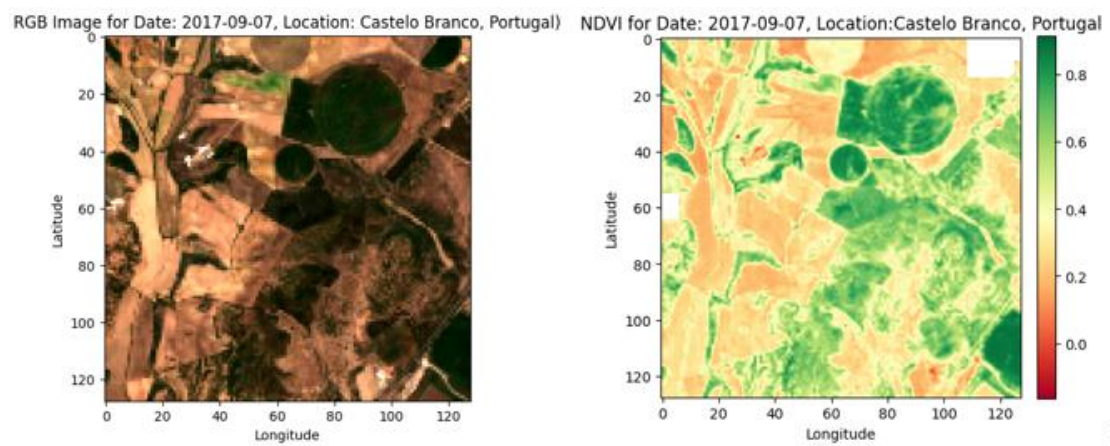 RGB Image for Date: 2017-09-07, Location: Castelo Branco, Portugal)
0
20
40
60
80
100
120
Latitude
0 20 40 60 80 100 120
Longitude
NDVI for Date: 2017-09-07, Location:Castelo Branco, Portugal
0
20
40
60
80
100
120
Latitude
0 20 40 60 80 100 120
Longitude
0.8
0.6
0.4
0.2
0.0